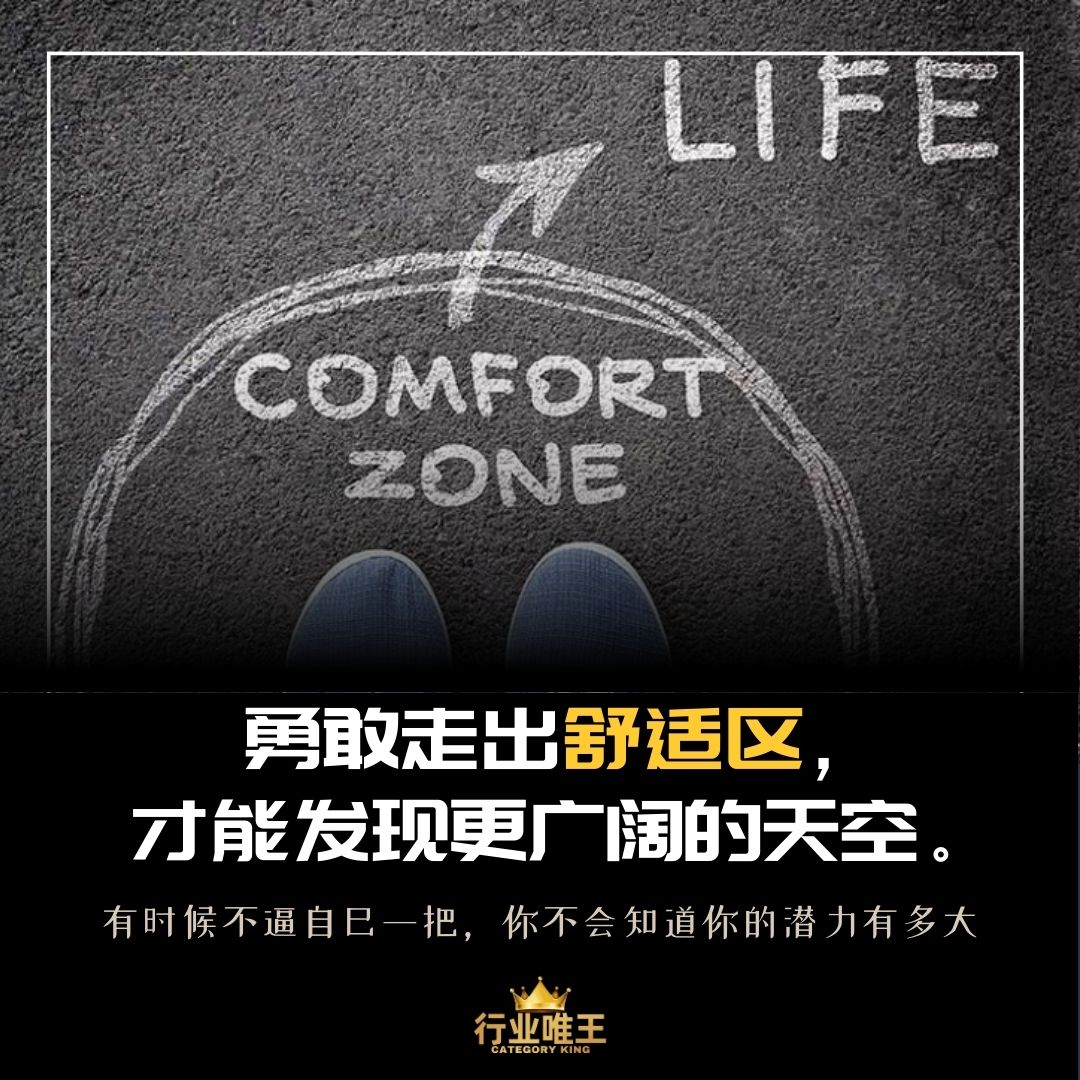 LIFE
COMFORT
ZONE
勇敢走出舒适区，
才能发现更广阔的天空。
有时候不逼自己一把，你不会知道你的潜力有多大
行业唯王
CATEGORY KING